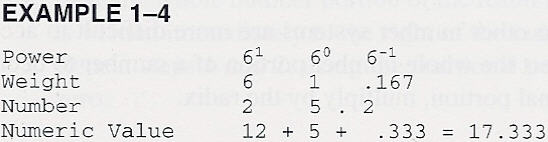 EXAMPLE 1–4
Power 6¹ 6⁰ 6⁻¹
Weight 6 1 .167
Number 2 5 . 2
Numeric Value 12 + 5 + .333 = 17.333